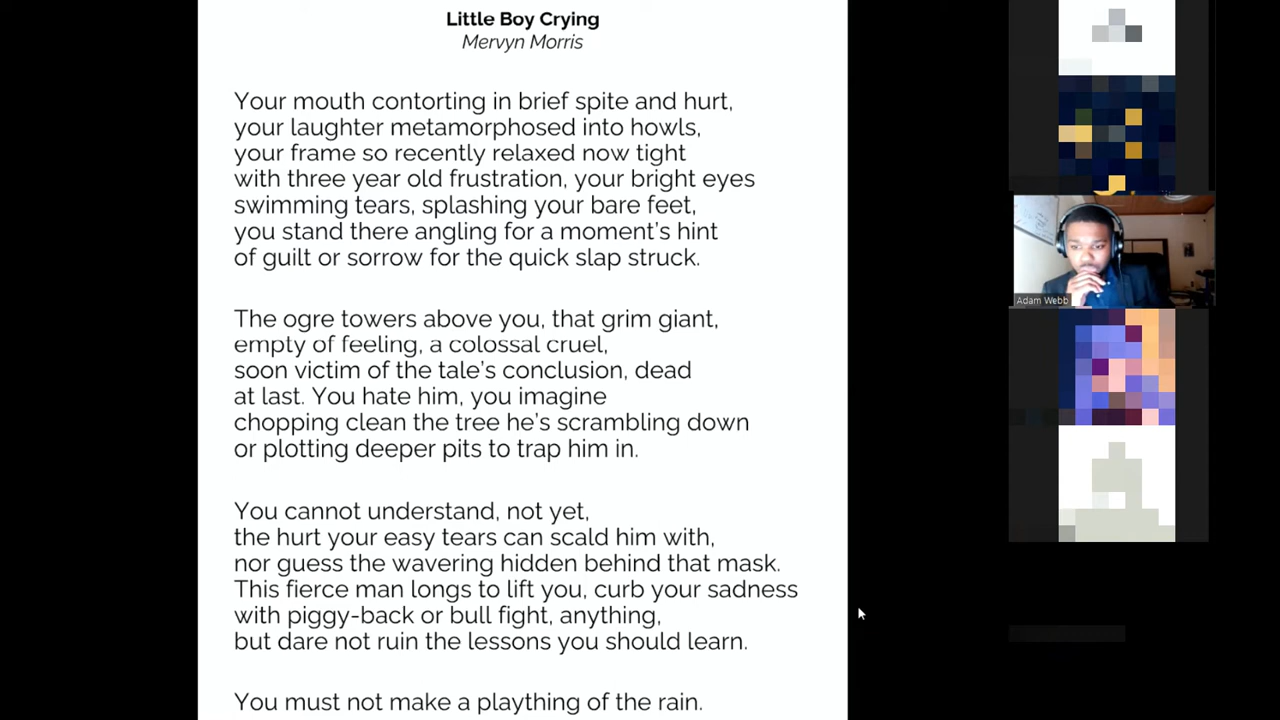 Little Boy Crying
Mervyn Morris
Your mouth contorting in brief spite and hurt,
your laughter metamorphosed into howls,
your frame so recently relaxed now tight
with three year old frustration, your bright eyes
swimming tears, splashing your bare feet,
you stand there angling for a moment's hint
of guilt or sorrow for the quick slap struck.
The ogre towers above you, that grim giant,
empty of feeling, a colossal cruel,
soon victim of the tale's conclusion, dead
at last. You hate him, you imagine
chopping clean the tree he's scrambling down
or plotting deeper pits to trap him in.
You cannot understand, not yet,
the hurt your easy tears can scald him with,
nor guess the wavering hidden behind that mask.
This fierce man longs to lift you, curb your sadness
with piggy-back or bull fight, anything,
but dare not ruin the lessons you should learn.
You must not make a plaything of the rain.
Adam Webb